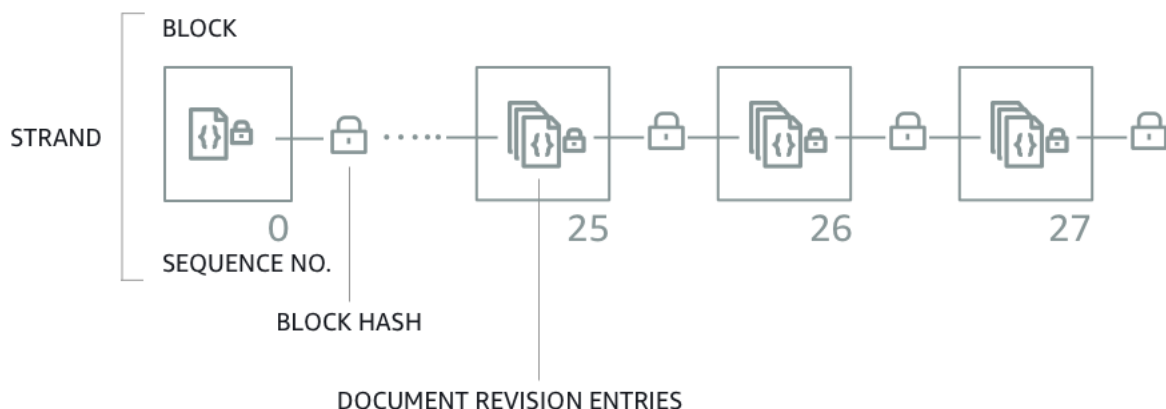 BLOCK
STRAND
0
25
26
27
SEQUENCE NO.
BLOCK HASH
DOCUMENT REVISION ENTRIES